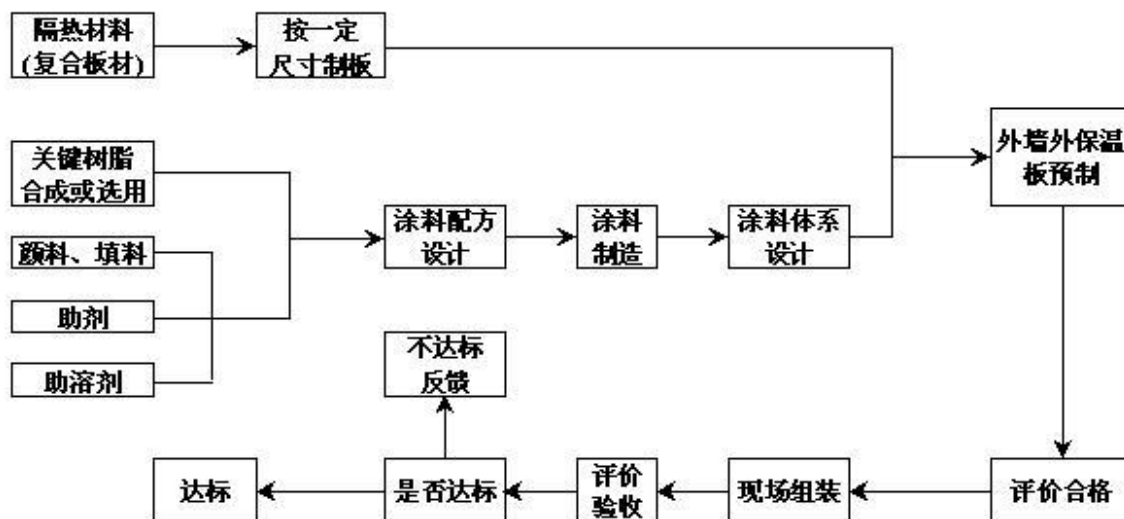 隔热材料
(复合板材)
按一定
尺寸制板
关键树脂
合成或选用
颜料、填料
助剂
助溶剂
涂料配方
设计
涂料
制造
涂料体系
设计
外墙外保温
板预制
不达标
反馈
达标
是否达标
评价
验收
现场组装
评价合格